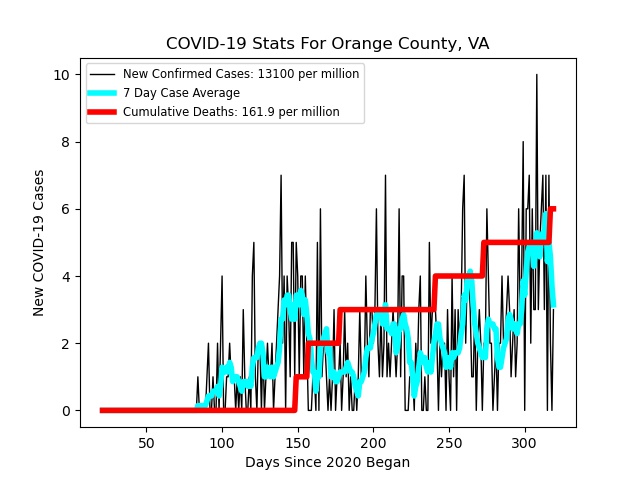 COVID-19 Stats For Orange County, VA
New Confirmed Cases: 13100 per million
7 Day Case Average
Cumulative Deaths: 161.9 per million
10
8
6
4
2
0
New COVID-19 Cases
50 100 150 200 250 300
Days Since 2020 Began